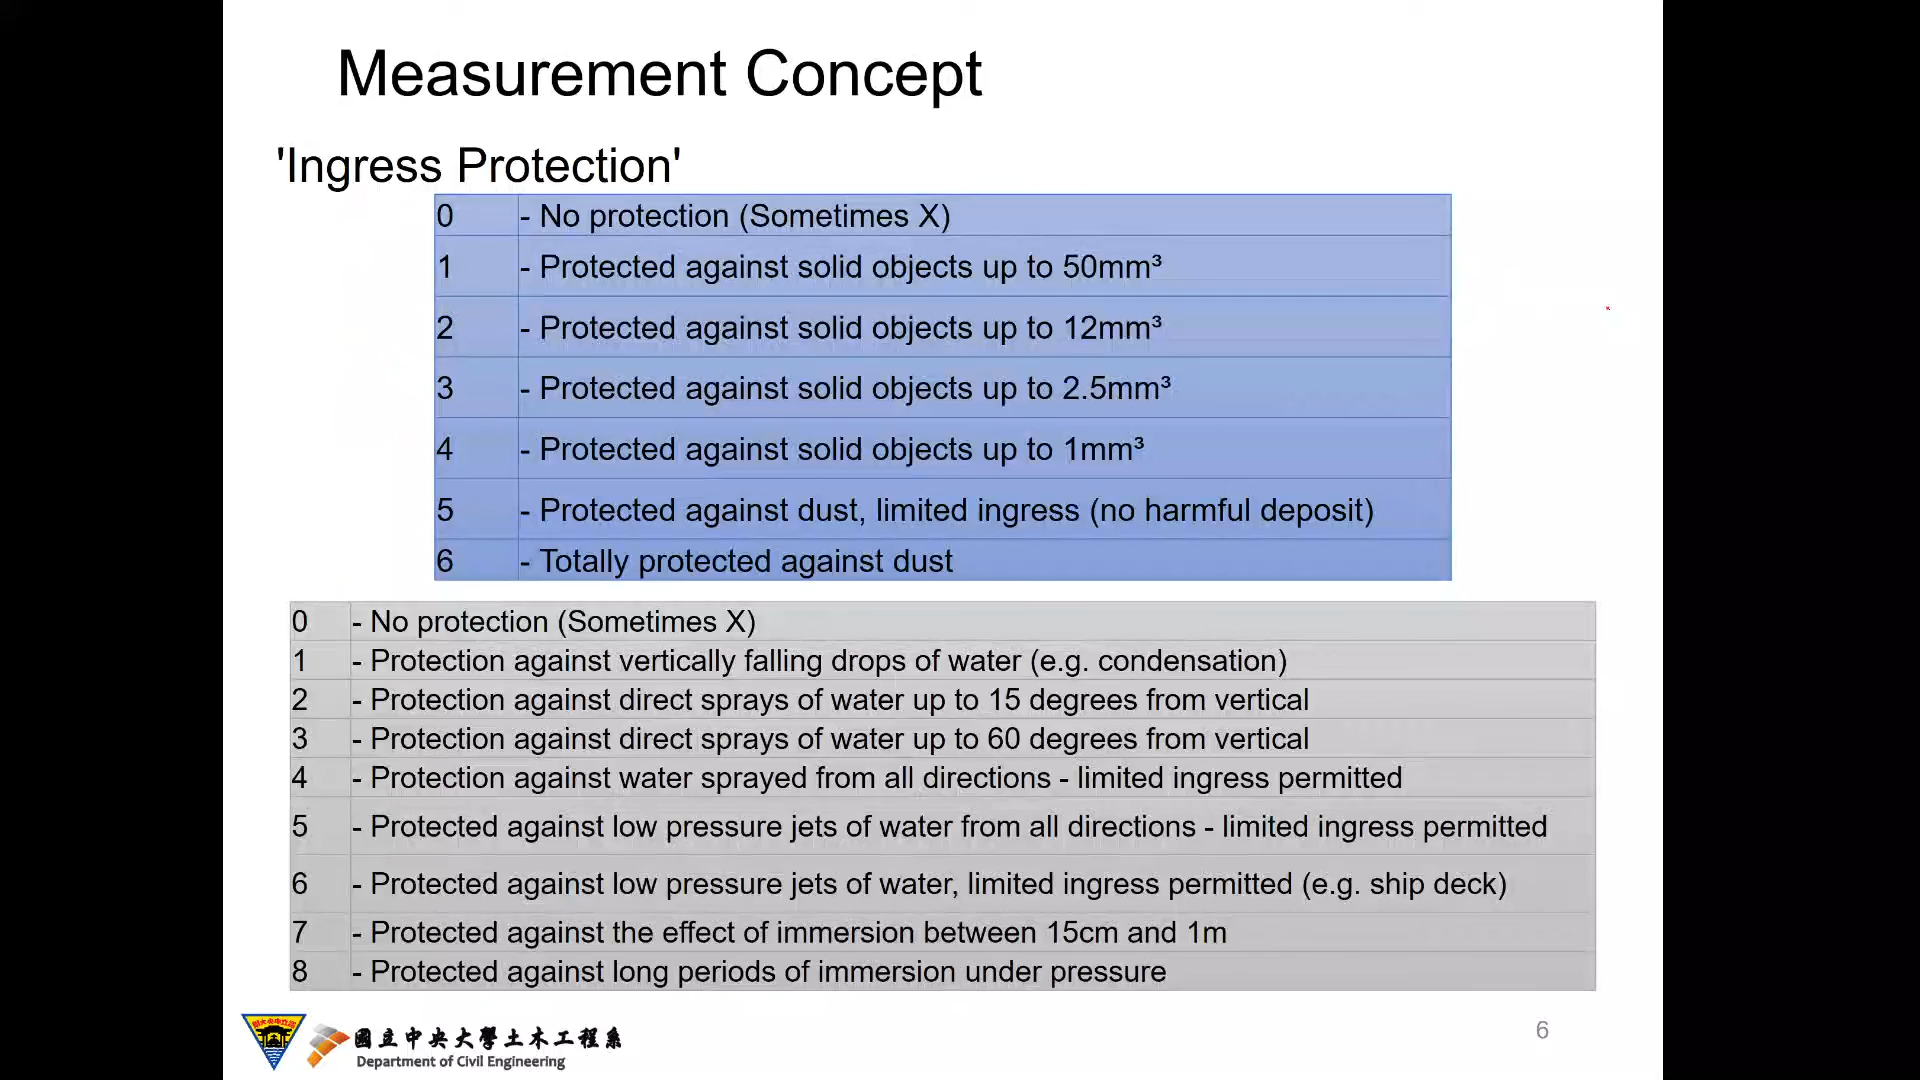 Measurement Concept
'Ingress Protection'
0 - No protection (Sometimes X)
1 - Protected against solid objects up to 50mm³
2 - Protected against solid objects up to 12mm³
3 - Protected against solid objects up to 2.5mm³
4 - Protected against solid objects up to 1mm³
5 - Protected against dust, limited ingress (no harmful deposit)
6 - Totally protected against dust
0 - No protection (Sometimes X)
1 - Protection against vertically falling drops of water (e.g. condensation)
2 - Protection against direct sprays of water up to 15 degrees from vertical
3 - Protection against direct sprays of water up to 60 degrees from vertical
4 - Protection against water sprayed from all directions - limited ingress permitted
5 - Protected against low pressure jets of water from all directions - limited ingress permitted
6 - Protected against low pressure jets of water, limited ingress permitted (e.g. ship deck)
7 - Protected against the effect of immersion between 15cm and 1m
8 - Protected against long periods of immersion under pressure
國立中央大學土木工程系
Department of Civil Engineering
6